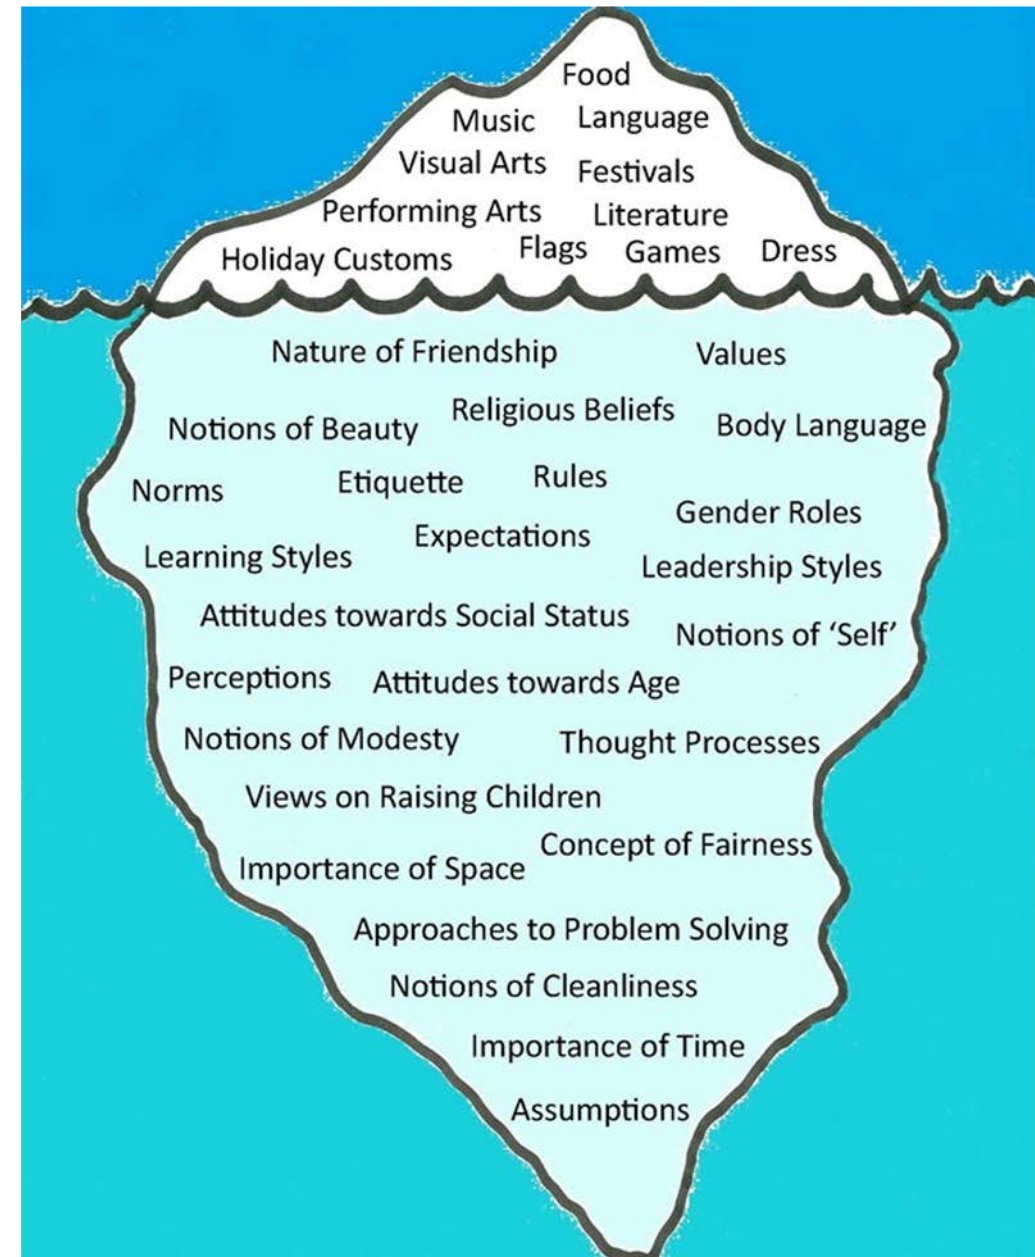 Food
Music Language
Visual Arts Festivals
Performing Arts Literature
Holiday Customs Flags Games Dress
Nature of Friendship Values
Notions of Beauty Religious Beliefs Body Language
Norms Etiquette Rules
Gender Roles
Learning Styles Expectations
Leadership Styles
Attitudes towards Social Status
Notions of ‘Self’
Perceptions Attitudes towards Age
Notions of Modesty Thought Processes
Views on Raising Children
Importance of Space Concept of Fairness
Approaches to Problem Solving
Notions of Cleanliness
Importance of Time
Assumptions